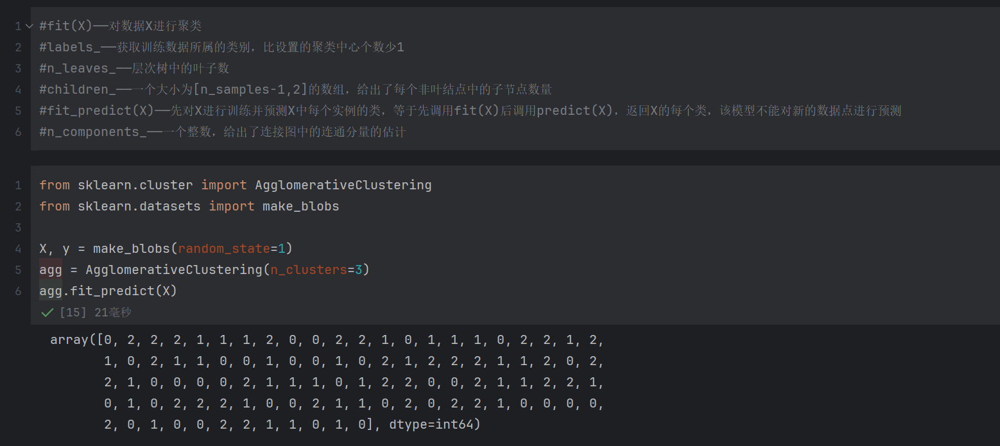 1 #fit(X)——对数据X进行聚类
2 #labels_——获取训练数据所属的类别，比设置的聚类中心个数少1
3 #n_leaves_——层次树中的叶子数
4 #children_——一个大小为[n_samples-1,2]的数组，给出了每个非叶结点中的子节点数量
5 #fit_predict(X)——先对X进行训练并预测X中每个实例的类，等于先调用fit(X)后调用predict(X)，返回X的每个类，该模型不能对新的数据点进行预测
6 #n_components_——一个整数，给出了连接图中的连通分量的估计
1 from sklearn.cluster import AgglomerativeClustering
2 from sklearn.datasets import make_blobs
3
4 X, y = make_blobs(random_state=1)
5 agg = AgglomerativeClustering(n_clusters=3)
6 agg.fit_predict(X)
[15] 21毫秒
array([0, 2, 2, 2, 1, 1, 1, 2, 0, 0, 2, 2, 1, 0, 1, 1, 1, 0, 2, 2, 1, 2,
1, 0, 2, 1, 1, 0, 0, 1, 0, 0, 1, 0, 2, 1, 2, 2, 2, 1, 1, 2, 0, 2,
2, 1, 0, 0, 0, 0, 2, 1, 1, 1, 0, 1, 2, 2, 0, 0, 2, 1, 1, 2, 2, 1,
0, 1, 0, 2, 2, 2, 1, 0, 0, 2, 1, 1, 0, 2, 0, 2, 2, 1, 0, 0, 0, 0,
2, 0, 1, 0, 0, 2, 2, 1, 1, 0, 1, 0], dtype=int64)